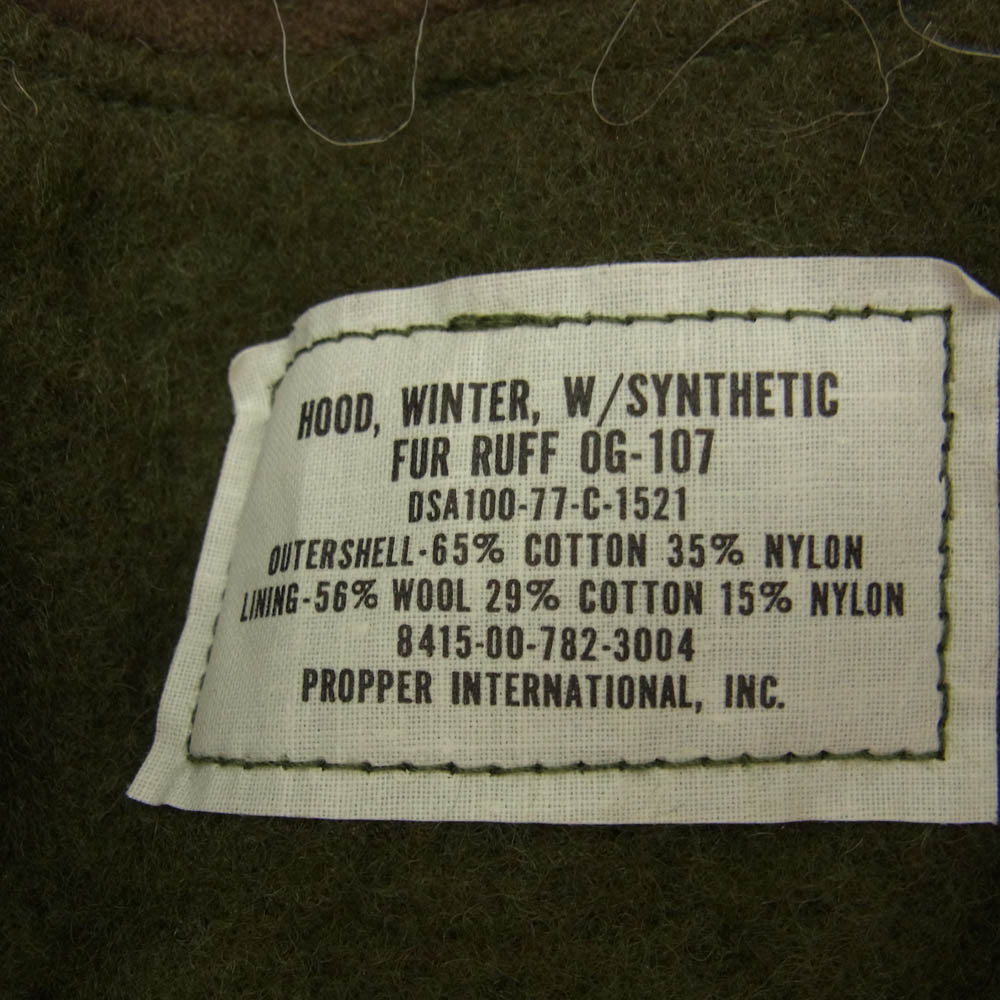 HOOD, WINTER, W/SYNTHETIC
FUR RUFF OG-107
DSA100-77-C-1521
OUTERSHELL-65% COTTON 35% NYLON
LINING-56% WOOL 29% COTTON 15% NYLON
8415-00-782-3004
PROPPER INTERNATIONAL, INC.